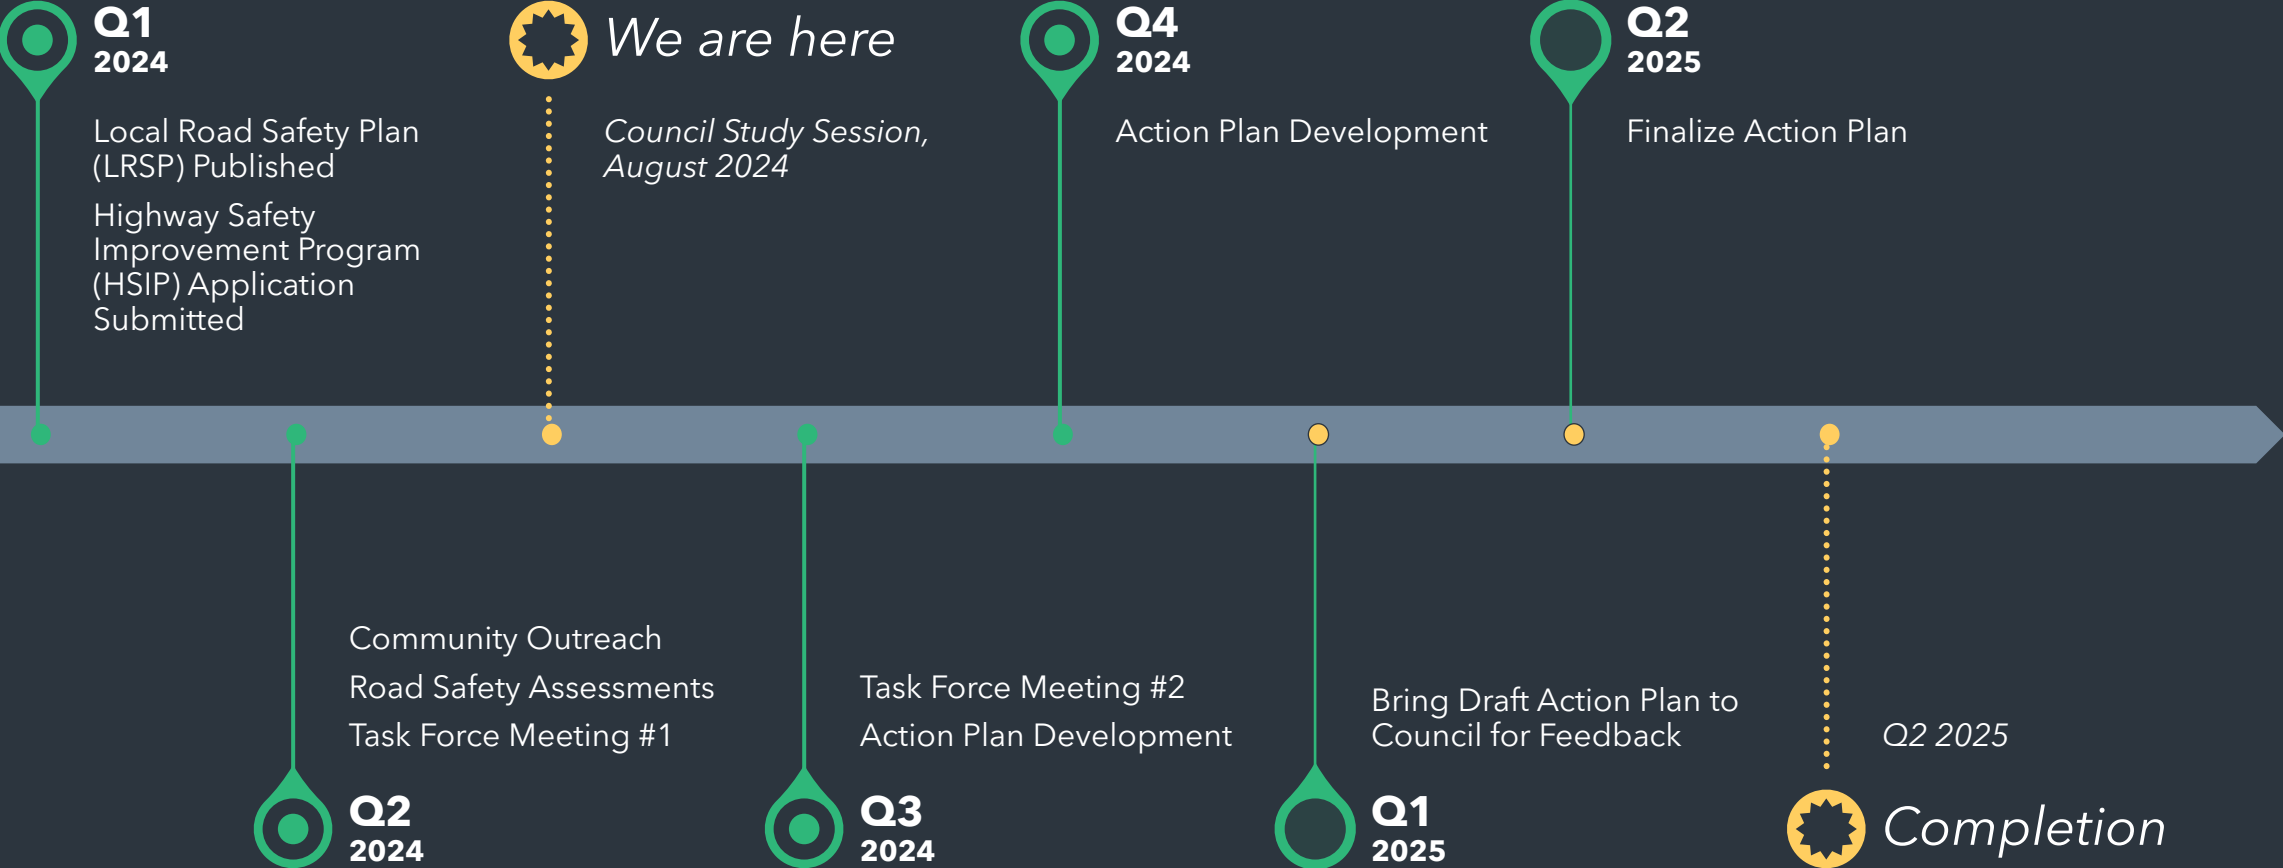 Q1
2024
Local Road Safety Plan
(LRSP) Published
Highway Safety
Improvement Program
(HSIP) Application
Submitted
We are here
Council Study Session,
August 2024
Q4
2024
Action Plan Development
Q2
2025
Finalize Action Plan
Community Outreach
Road Safety Assessments
Task Force Meeting #1
Q2
2024
Task Force Meeting #2
Action Plan Development
Q3
2024
Bring Draft Action Plan to
Council for Feedback
Q1
2025
Q2 2025
Completion